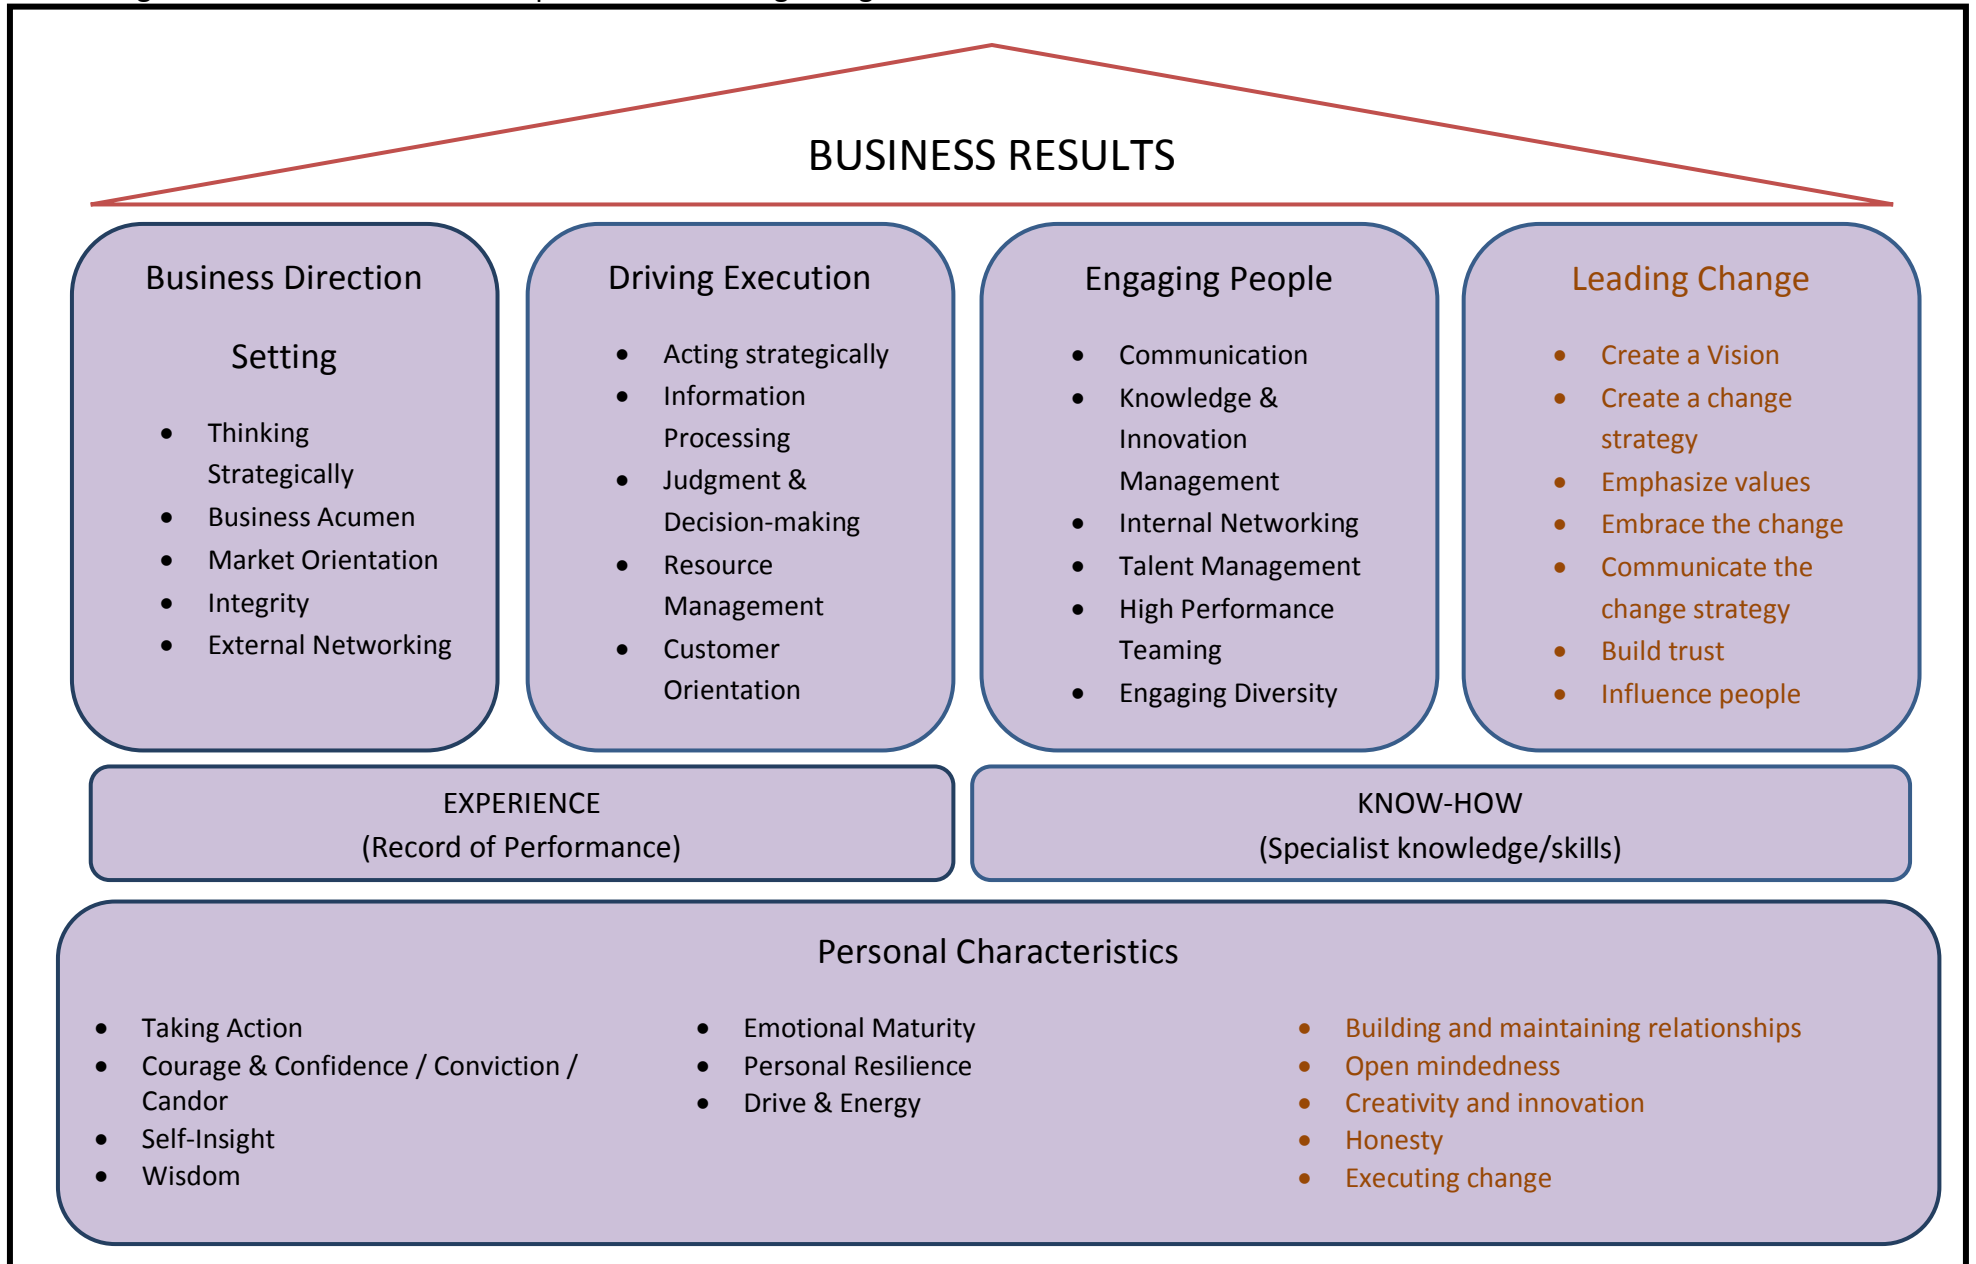 BUSINESS RESULTS
Business Direction
Setting
• Thinking
Strategically
• Business Acumen
• Market Orientation
• Integrity
• External Networking
Driving Execution
• Acting strategically
• Information
Processing
• Judgment &
Decision-making
• Resource
Management
• Customer
Orientation
Engaging People
• Communication
• Knowledge &
Innovation
Management
• Internal Networking
• Talent Management
• High Performance
Teaming
• Engaging Diversity
Leading Change
• Create a Vision
• Create a change
strategy
• Emphasize values
• Embrace the change
• Communicate the
change strategy
• Build trust
• Influence people
EXPERIENCE
(Record of Performance)
KNOW-HOW
(Specialist knowledge/skills)
Personal Characteristics
• Taking Action
• Courage & Confidence / Conviction /
Candor
• Self-Insight
• Wisdom
• Emotional Maturity
• Personal Resilience
• Drive & Energy
• Building and maintaining relationships
• Open mindedness
• Creativity and innovation
• Honesty
• Executing change